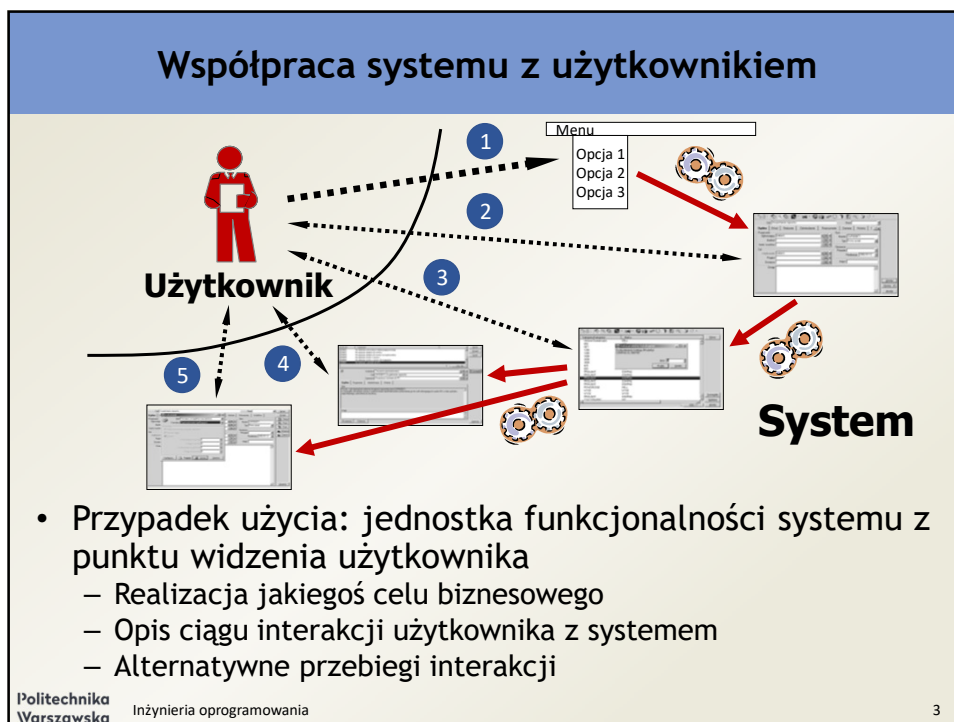 Współpraca systemu z użytkownikiem
1
Menu
Opcja 1
Opcja 2
Opcja 3
2
Użytkownik
3
4
5
System
• Przypadek użycia: jednostka funkcjonalności systemu z
punktu widzenia użytkownika
– Realizacja jakiegoś celu biznesowego
– Opis ciągu interakcji użytkownika z systemem
– Alternatywne przebiegi interakcji
Politechnika
Warszawska
Inżynieria oprogramowania
3